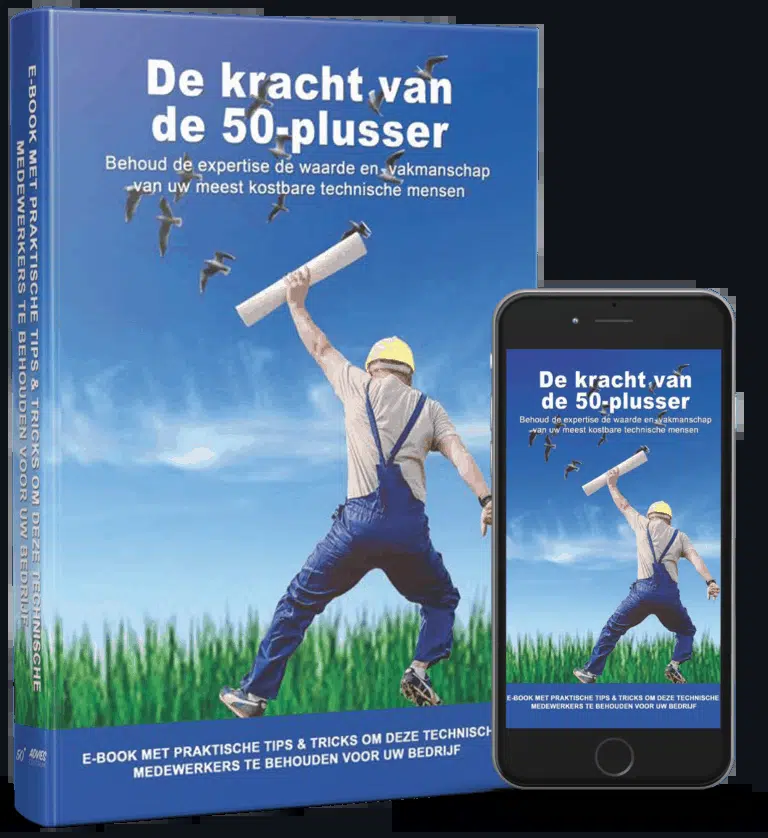 De kracht van
de 50-plusser
Behoud de expertise de waarde en vakmanschap
van uw meest kostbare technische mensen
E-BOOK MET PRAKTISCHE TIPS & TRICKS OM DEZE TECHNISCH
MEDEWERKERS TE BEHOUDEN VOOR UW BEDRIJF
E-BOOK MET PRAKTISCHE TIPS & TRICKS OM DEZE TECHNISCHE
MEDEWERKERS TE BEHOUDEN VOOR UW BEDRIJF
50+ ADVIES
De kracht van
de 50-plusser
Behoud de expertise de waarde en vakmanschap
van uw meest kostbare technische mensen
E-BOOK MET PRAKTISCHE TIPS & TRICKS OM DEZE TECHNISCHE
MEDEWERKERS TE BEHOUDEN VOOR UW BEDRIJF